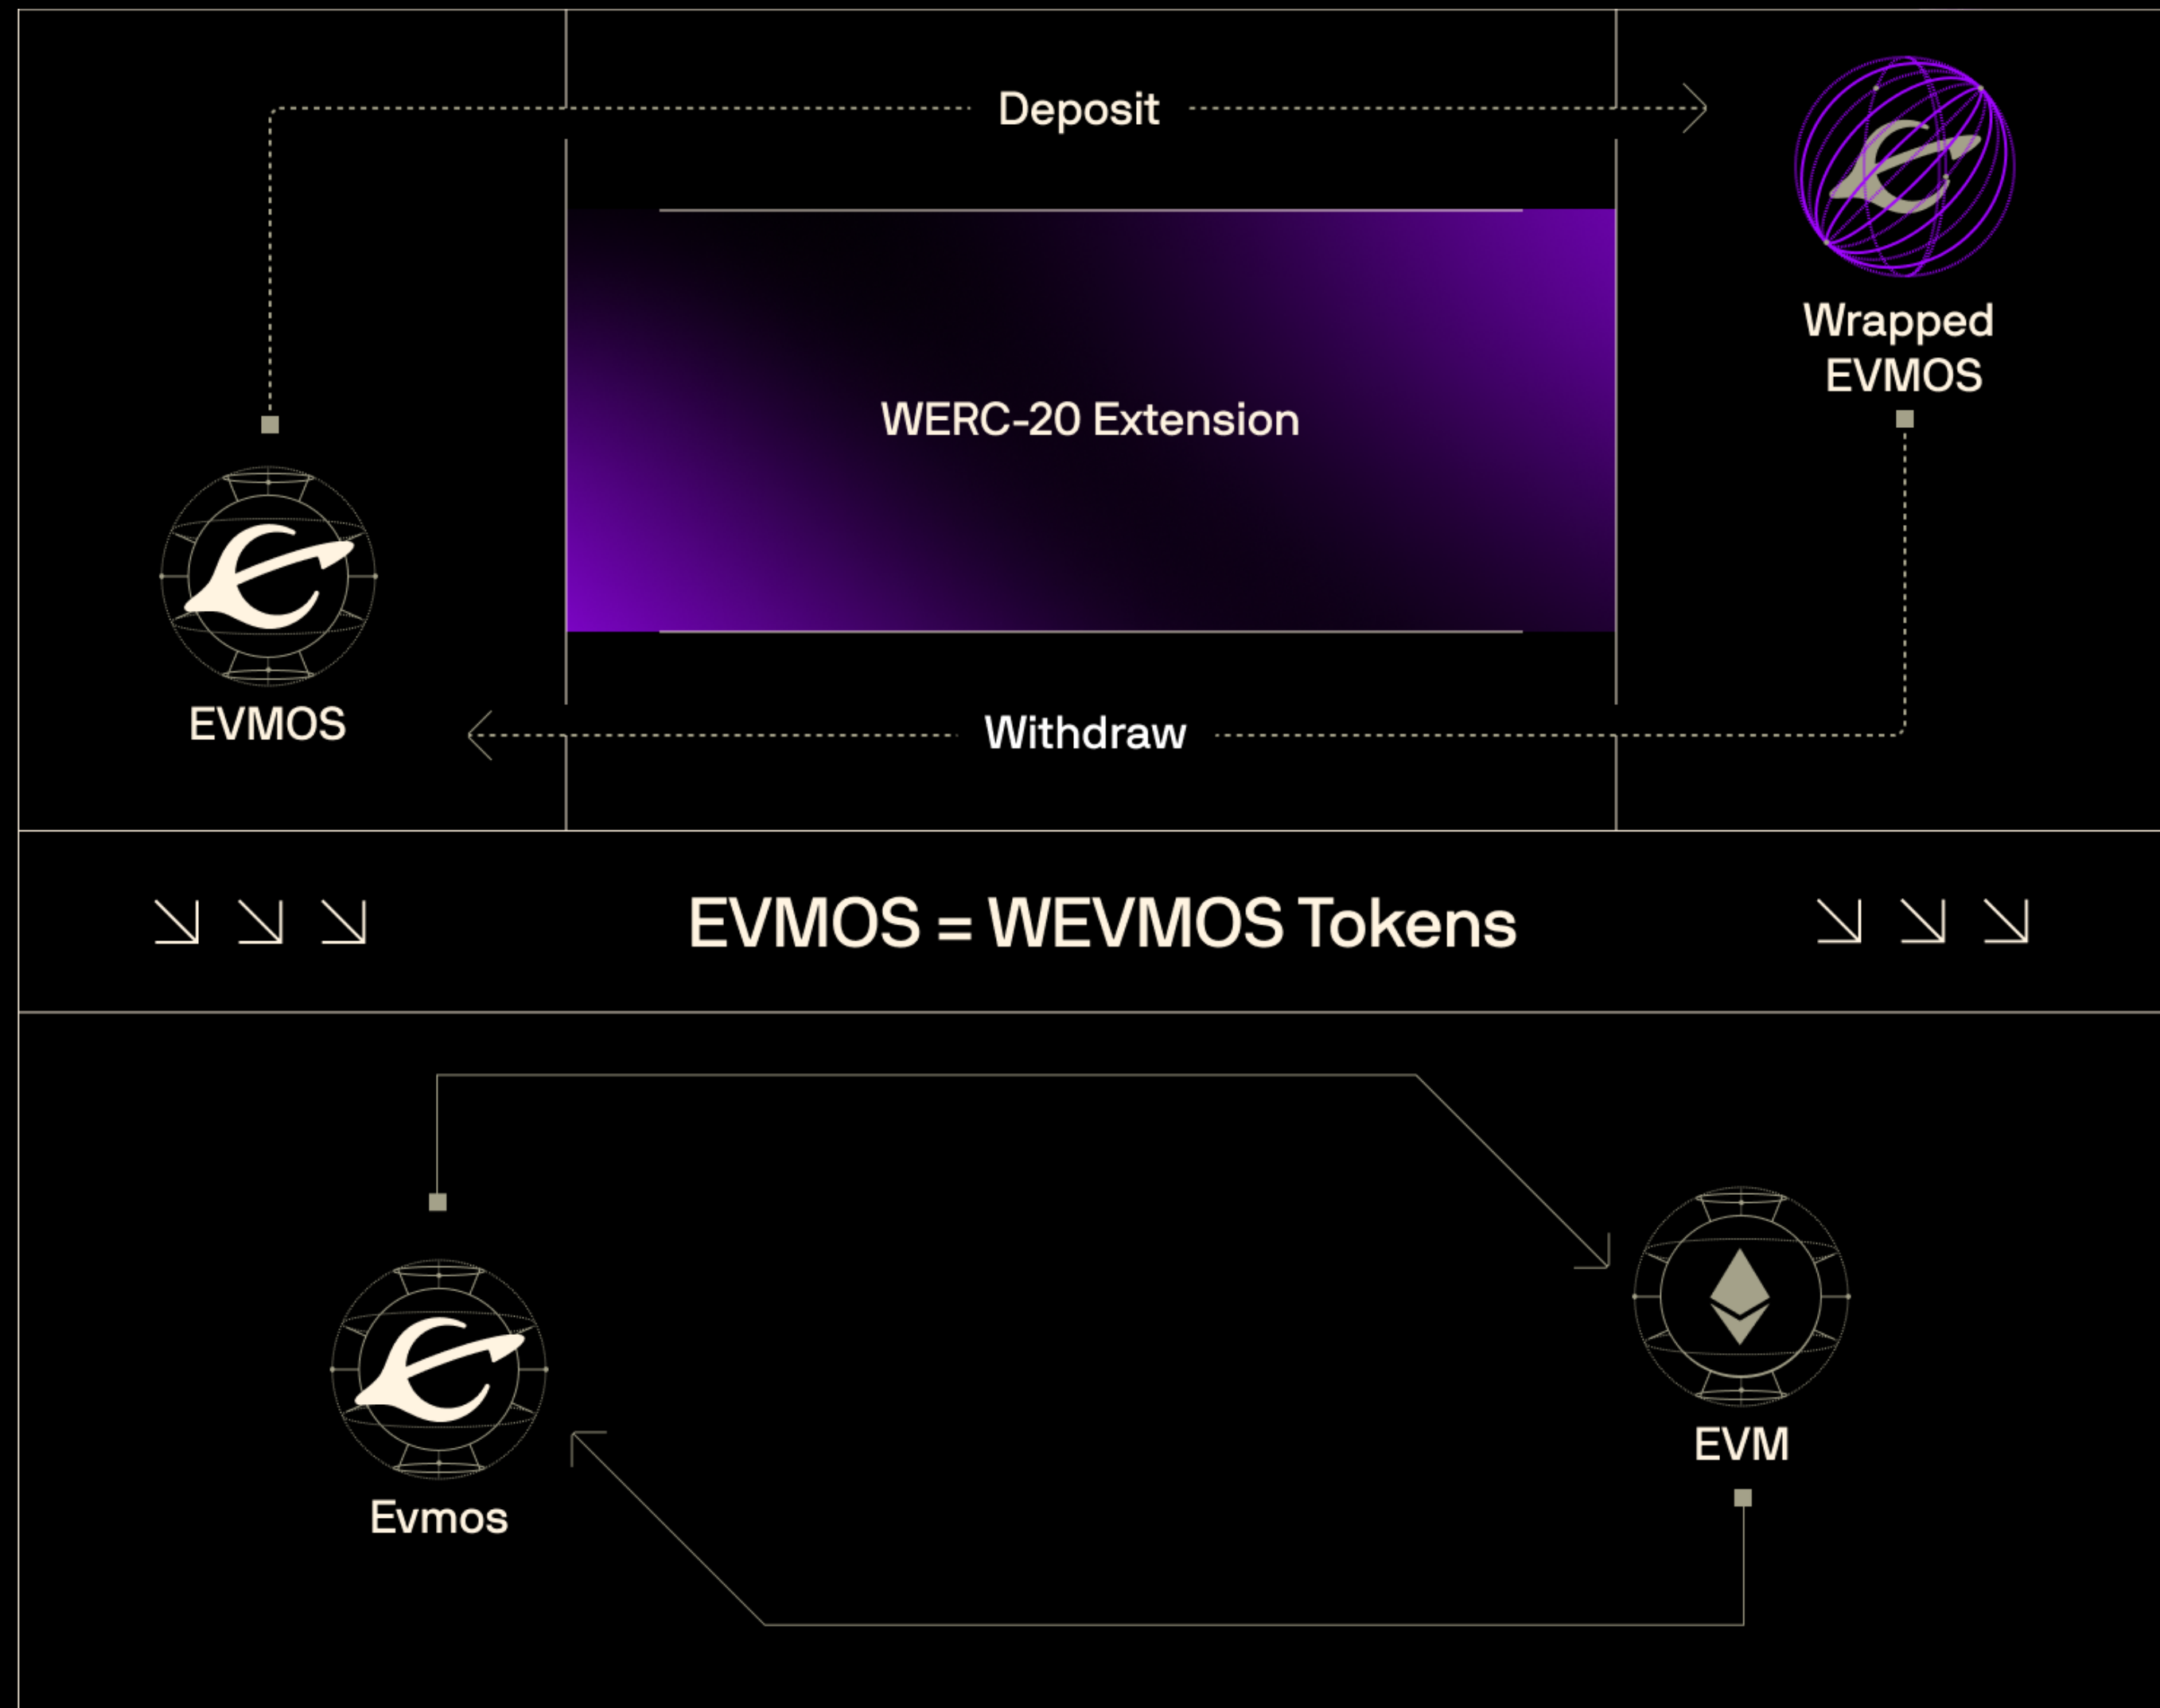 Deposit
Wrapped
EVMOS
WERC-20 Extension
EVMOS
Withdraw
EVMOS = WEVMOS Tokens
EVM
Evmos